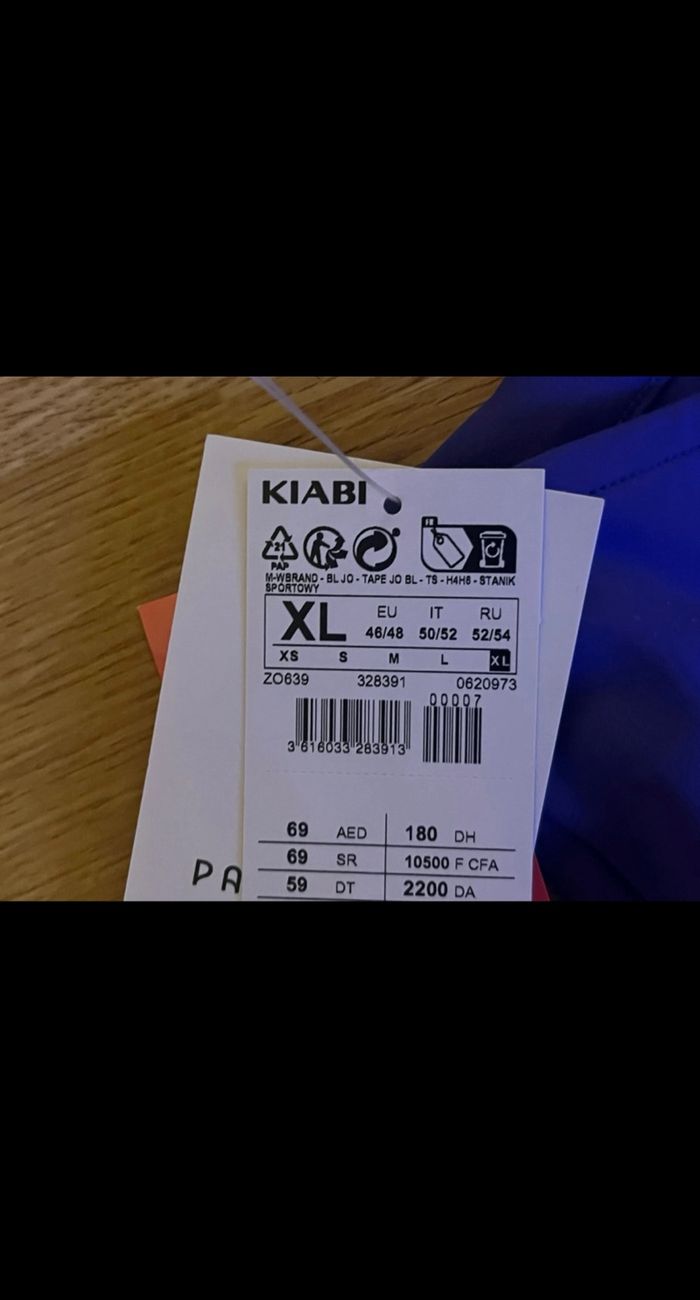 KIABI
21
PAP
M-WBRAND - BL JO - TAPE JO BL - TS - H4H6 - STANIK
SPORTOWY
XL
EU IT RU
46/48 50/52 52/54
XS S M L XL
ZO639 328391 0620973
00007
3 616033 283913
69 AED 180 DH
69 SR 10500 F CFA
59 DT 2200 DA
PA